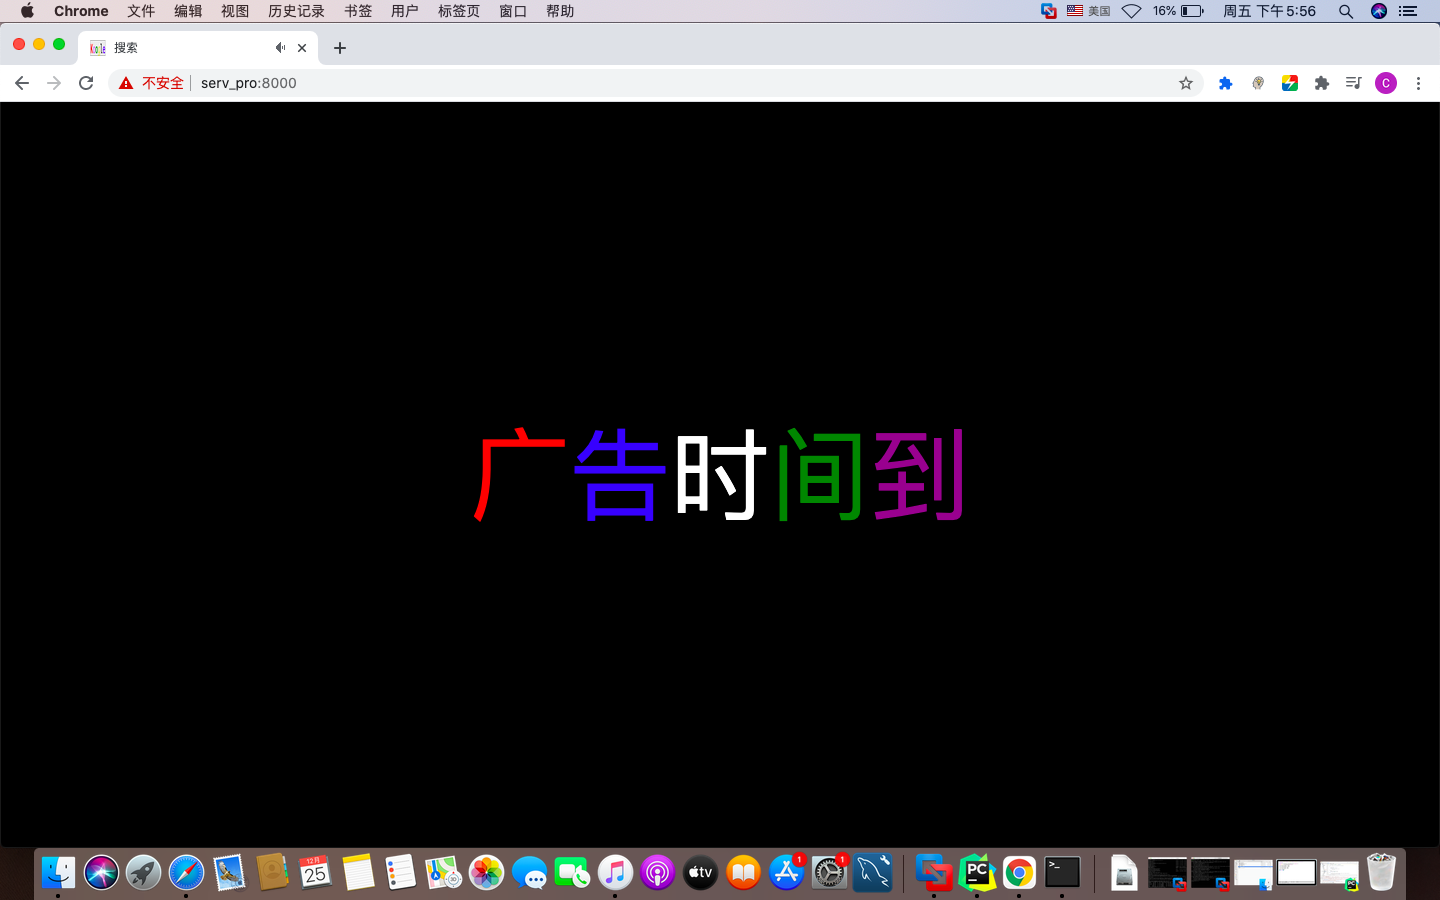 Chrome 文件 编辑 视图 历史记录 书签 用户 标签页 窗口 帮助 美国 16% 周五 下午5:56
搜索
不安全 serv_pro:8000 C
广告时间到
12月
25
3D
tv
1
1
PC
>_